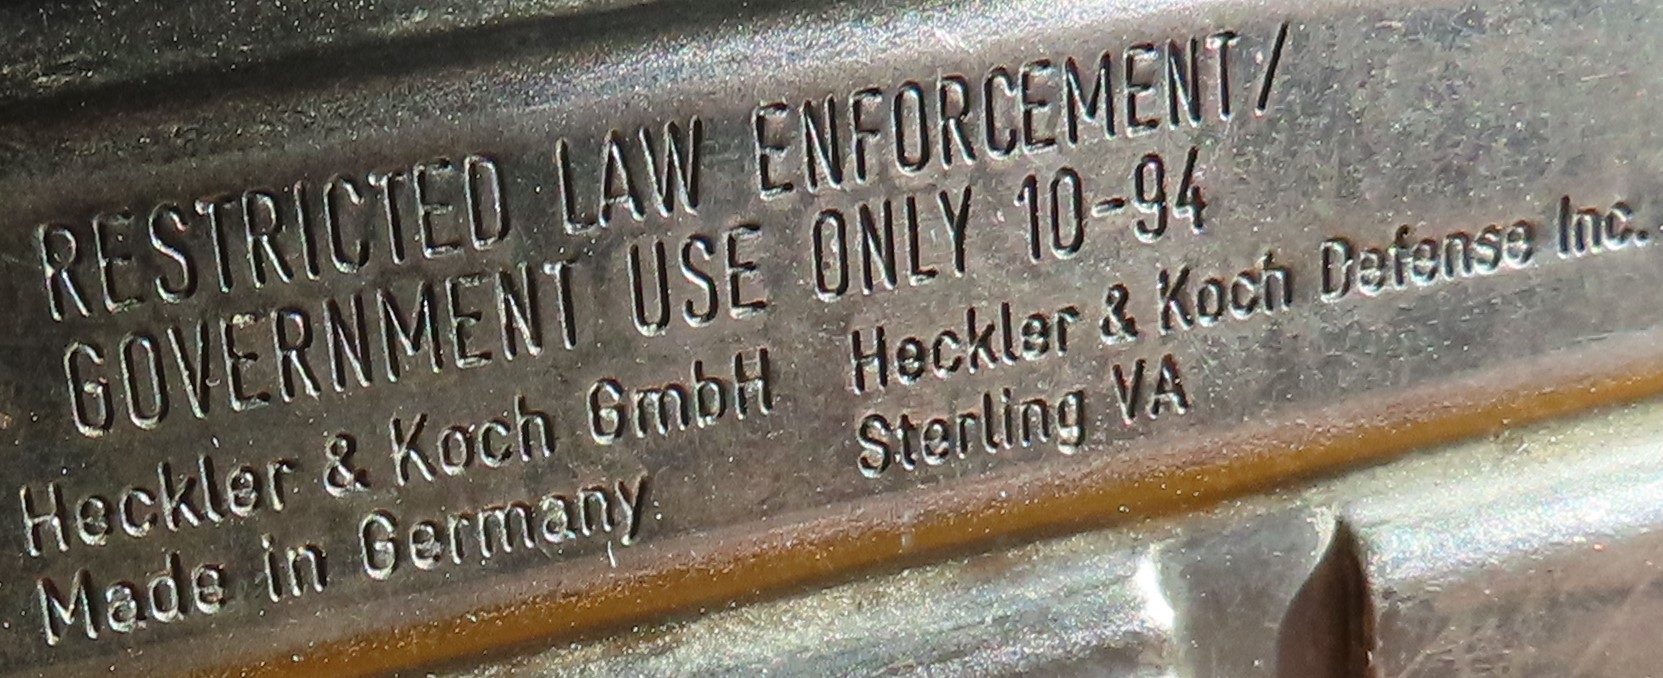 RESTRICTED LAW ENFORCEMENT/
GOVERNMENT USE ONLY 10-94
Heckler & Koch GmbH
Made in Germany
Heckler & Koch Defense Inc.
Sterling VA